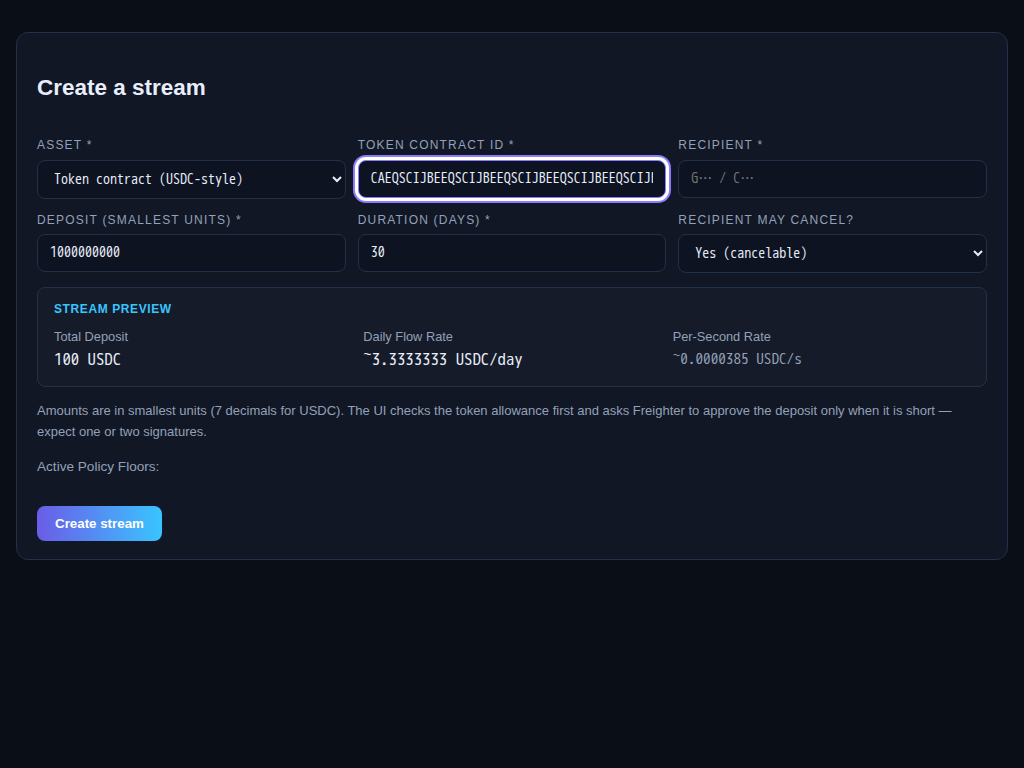 Create a stream
ASSET *
TOKEN CONTRACT ID *
RECIPIENT *
Token contract (USDC-style)
CAEQSCIJBEEQSCIJBEEQSCIJBEEQSCIJBEEQSCIJ
G··· / C···
DEPOSIT (SMALLEST UNITS) *
DURATION (DAYS) *
RECIPIENT MAY CANCEL?
1000000000
30
Yes (cancelable)
STREAM PREVIEW
Total Deposit
Daily Flow Rate
Per-Second Rate
100 USDC
~3.3333333 USDC/day
~0.0000385 USDC/s
Amounts are in smallest units (7 decimals for USDC). The UI checks the token allowance first and asks Freighter to approve the deposit only when it is short —
expect one or two signatures.
Active Policy Floors:
Create stream